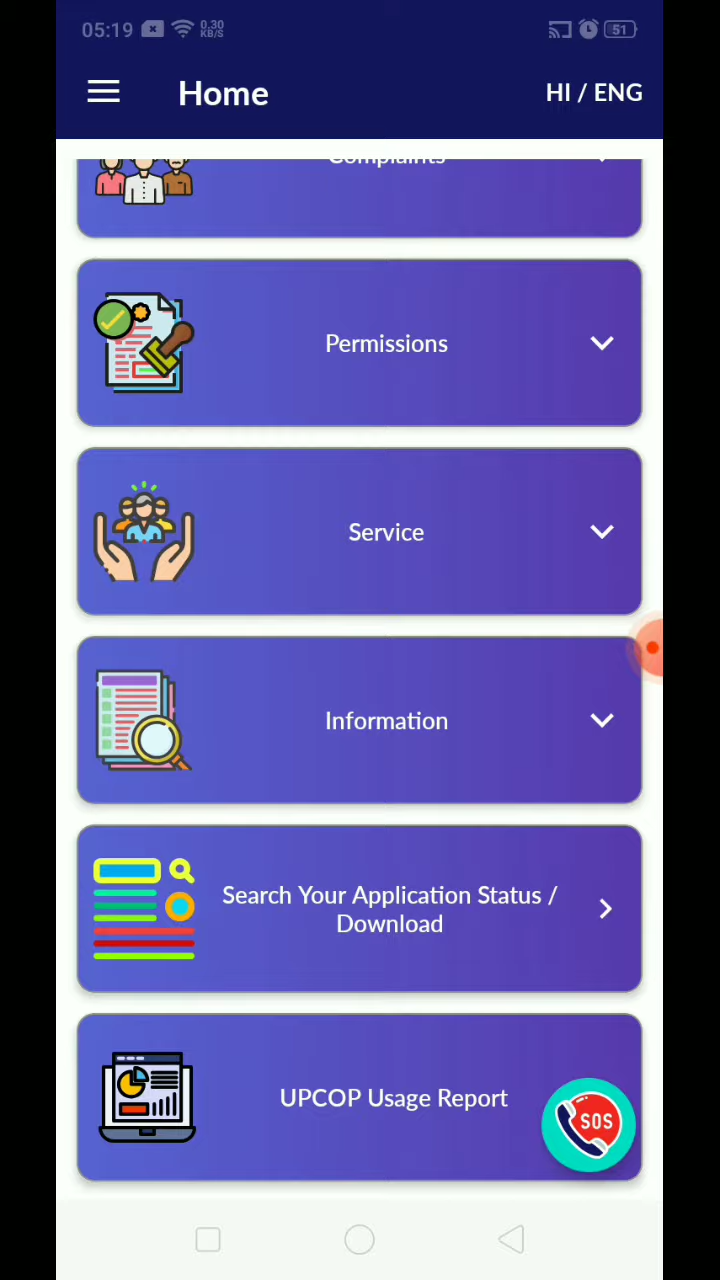 05:19 0.30 KB/S 51
Home HI / ENG
Complaints
Permissions
Service
Information
Search Your Application Status /
Download
UPCOP Usage Report
SOS